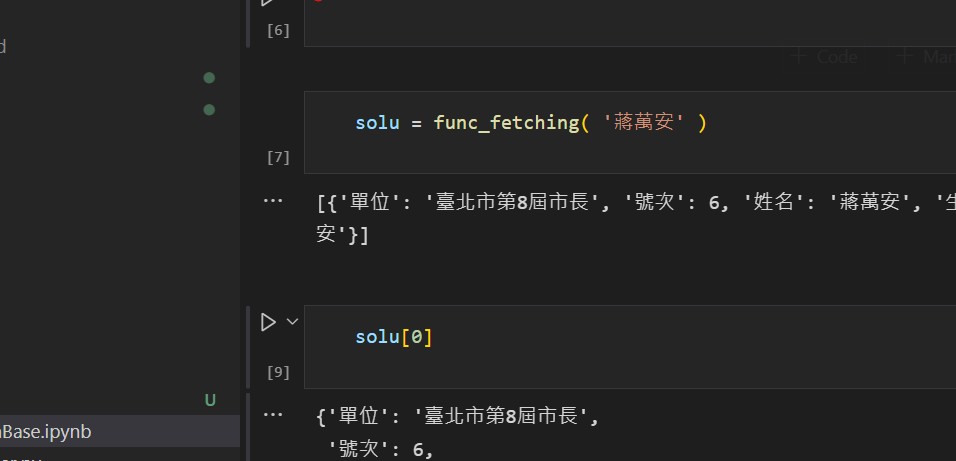 [6]
Code
solu = func_fetching( '蔣萬安' )
[7]
[{'單位': '臺北市第8屆市長', '號次': 6, '姓名': '蔣萬安', '生
安'}]
solu[0]
[9]
{'單位': '臺北市第8屆市長',
'號次': 6,
U
Base.ipynb